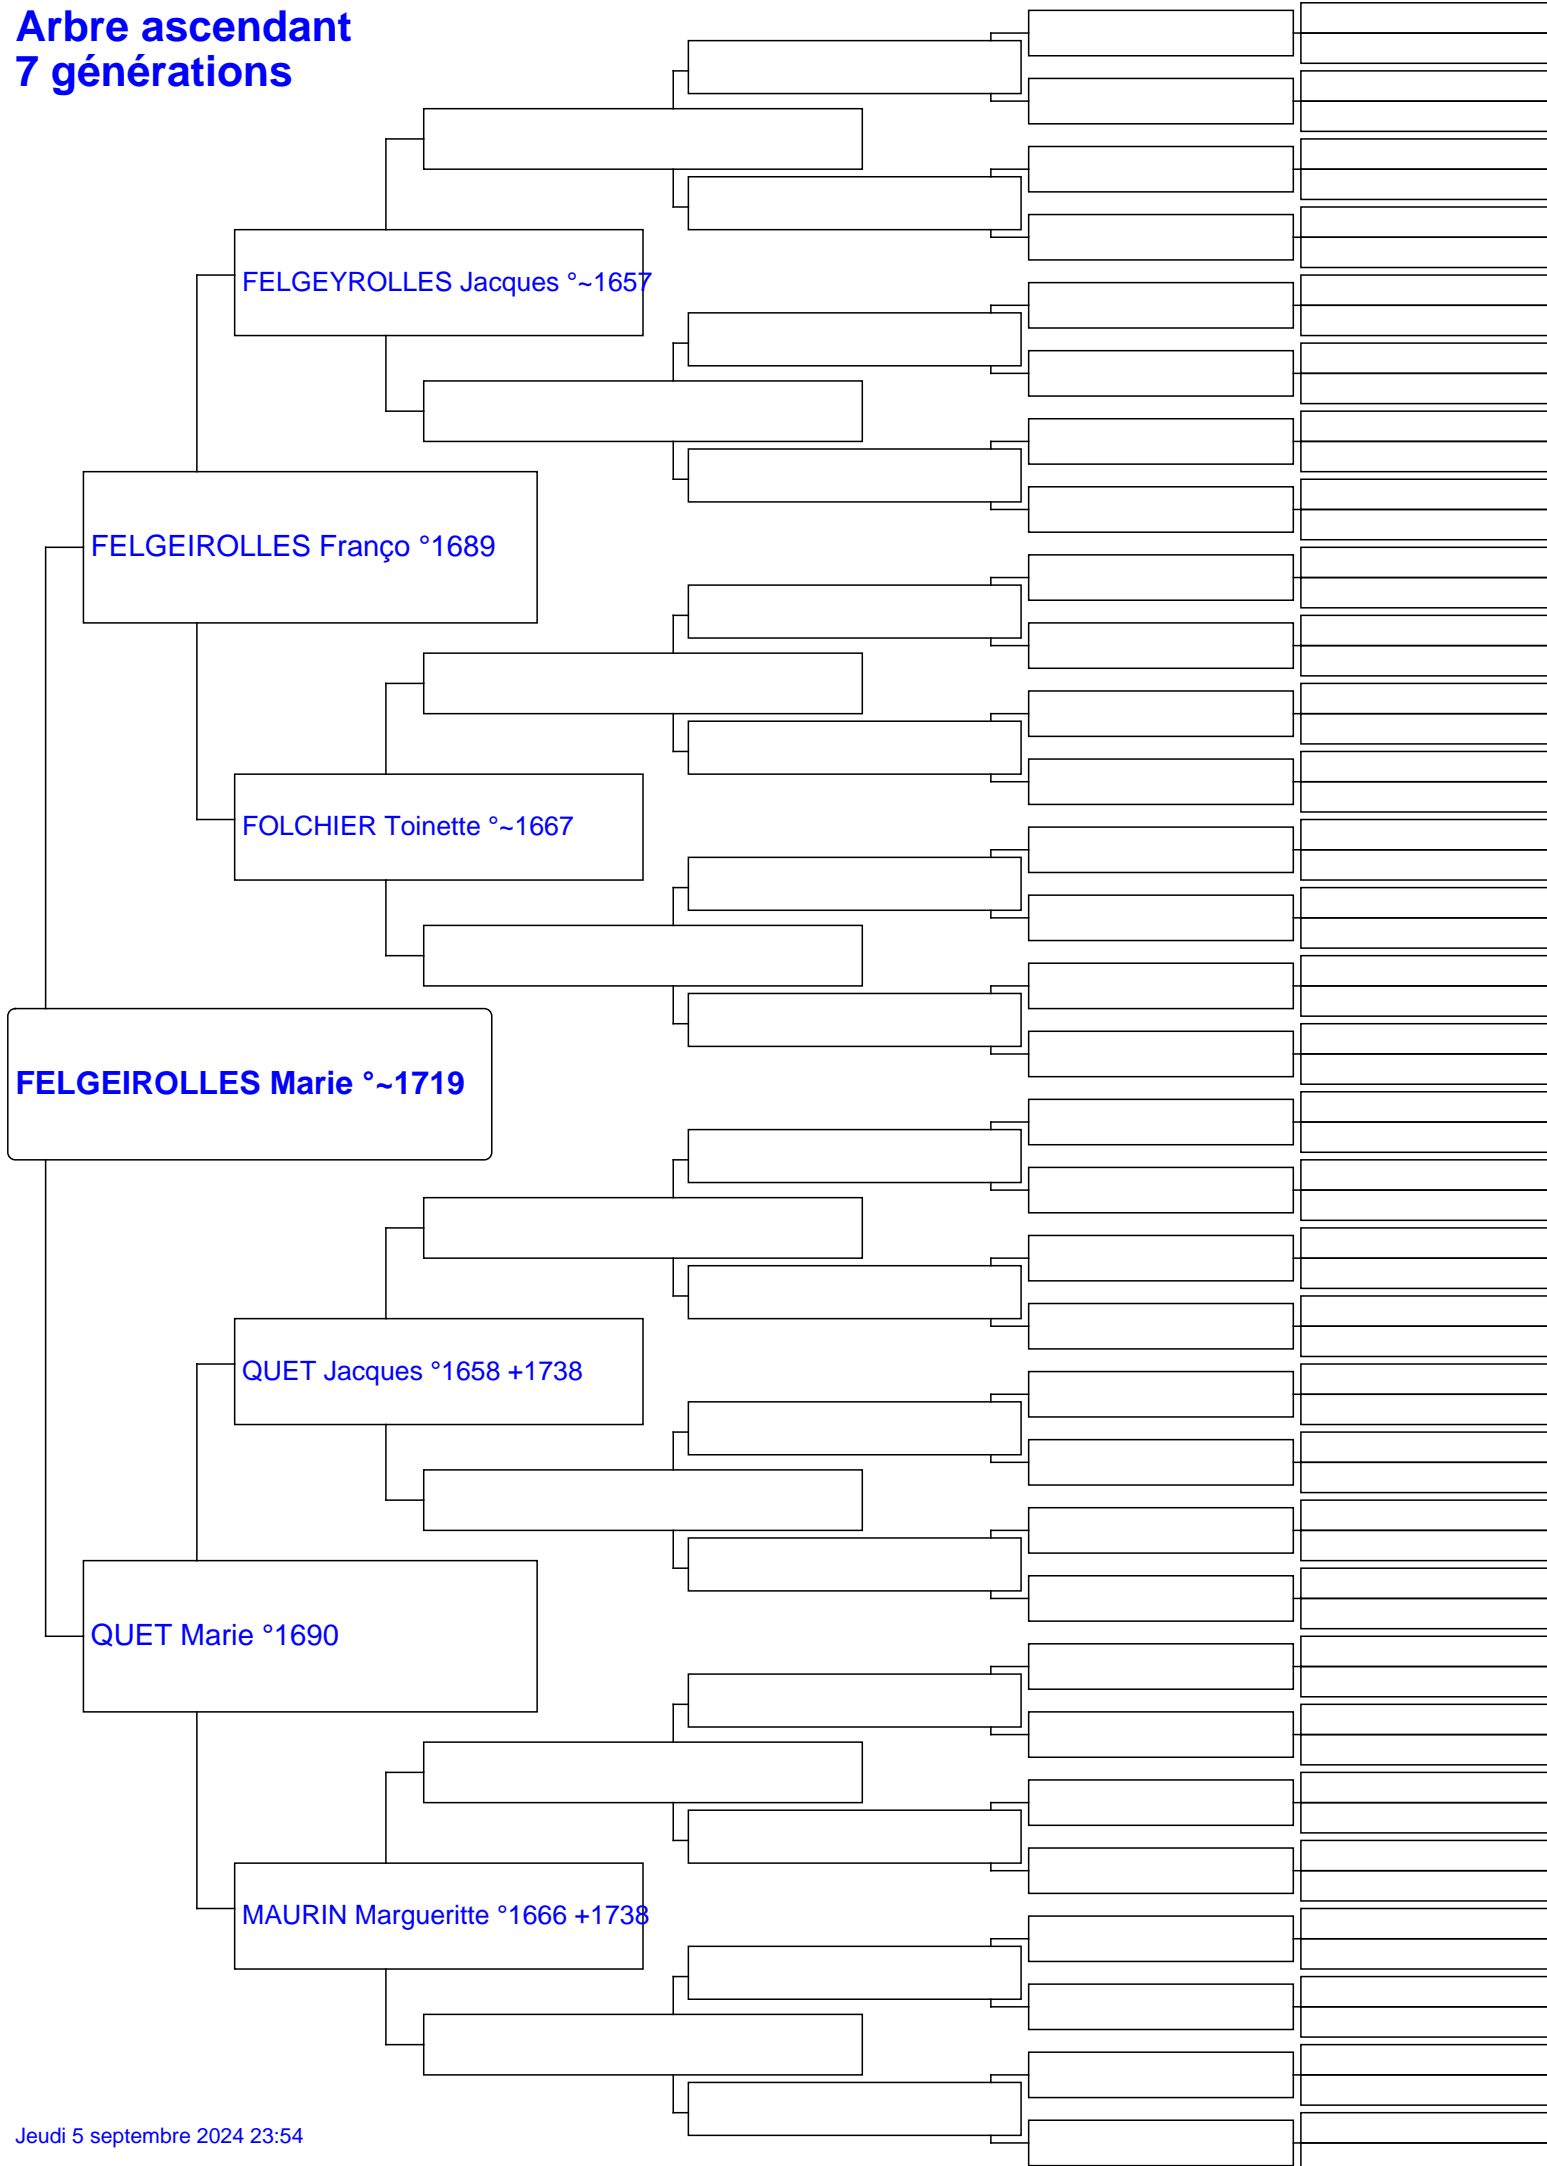 Arbre ascendant
7 générations
FELGEYROLLES Jacques °~1657
FELGEIROLLES Franço °1689
FOLCHIER Toinette °~1667
FELGEIROLLES Marie °~1719
QUET Jacques °1658 +1738
QUET Marie °1690
MAURIN Margueritte °1666 +1738
Jeudi 5 septembre 2024 23:54